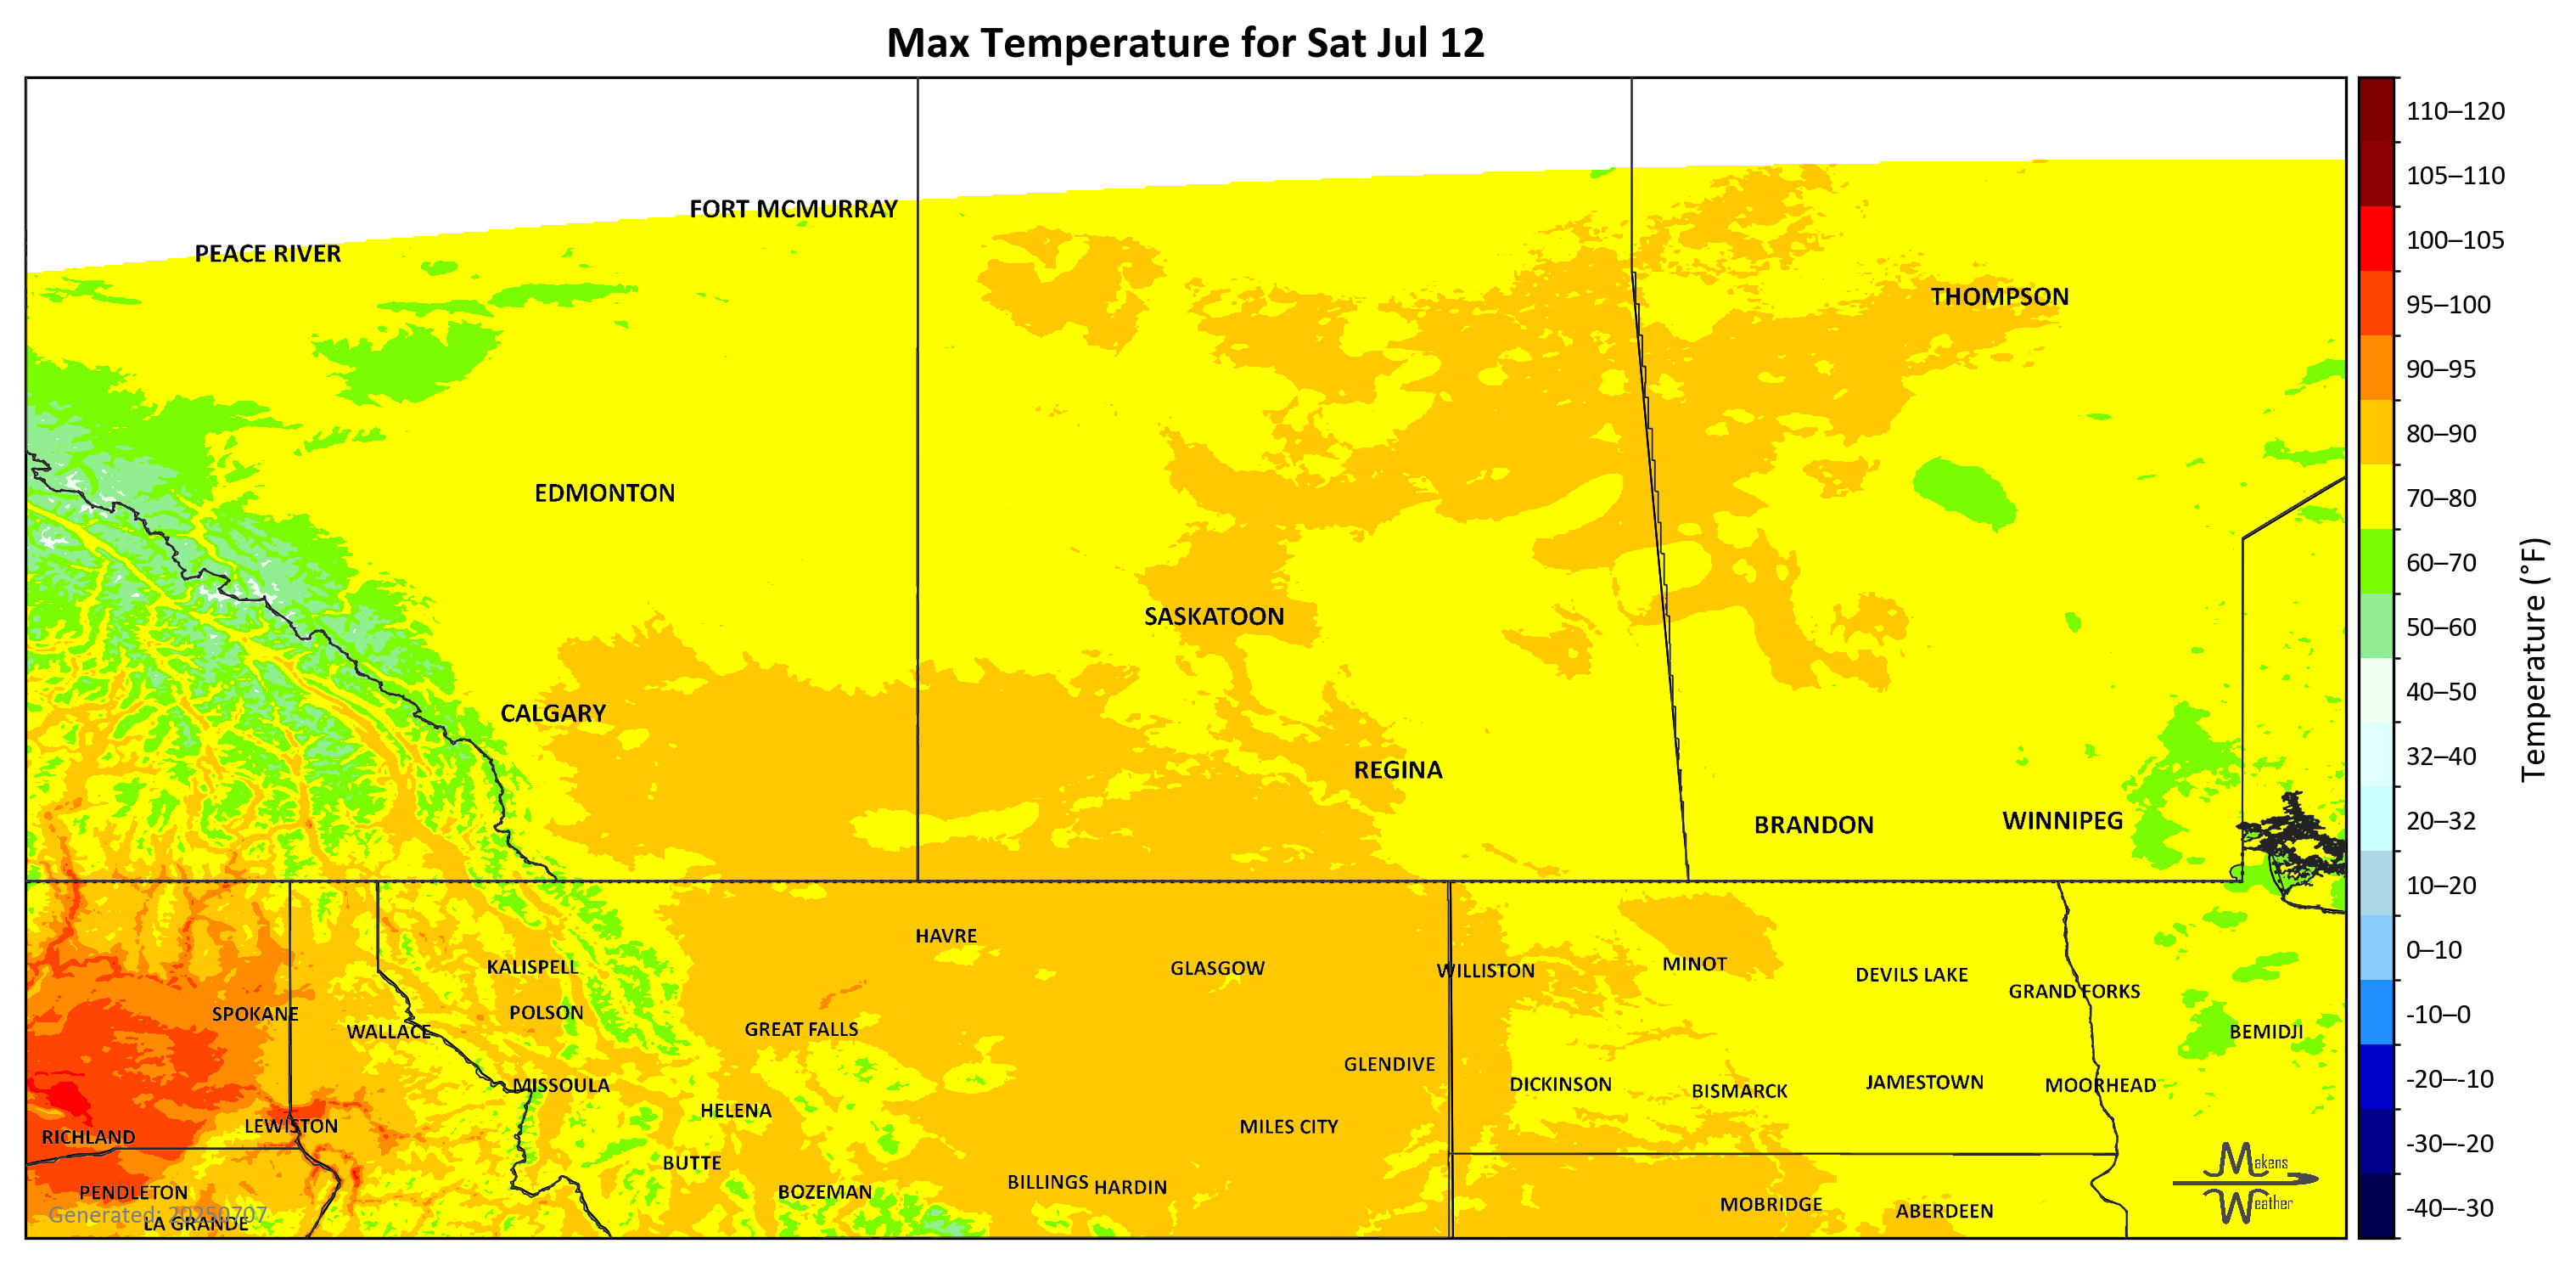 Max Temperature for Sat Jul 12
FORT MCMURRAY
PEACE RIVER
THOMPSON
EDMONTON
SASKATOON
CALGARY
REGINA
BRANDON
WINNIPEG
HAVRE
KALISPELL
GLASGOW
WILLISTON
MINOT
DEVILS LAKE
GRAND FORKS
SPOKANE
POLSON
WALLACE
GREAT FALLS
BEMIDJI
GLENDIVE
MISSOULA
DICKINSON
BISMARCK
JAMESTOWN
MOORHEAD
HELENA
LEWISTON
MILES CITY
RICHLAND
BUTTE
BILLINGS
HARDIN
PENDLETON
BOZEMAN
MOBRIDGE
ABERDEEN
LA GRANDE
Generated: 20250707
Makens
Weather
110–120
105–110
100–105
95–100
90–95
80–90
70–80
60–70
50–60
40–50
32–40
20–32
10–20
0–10
-10–0
-20–-10
-30–-20
-40–-30
Temperature (°F)